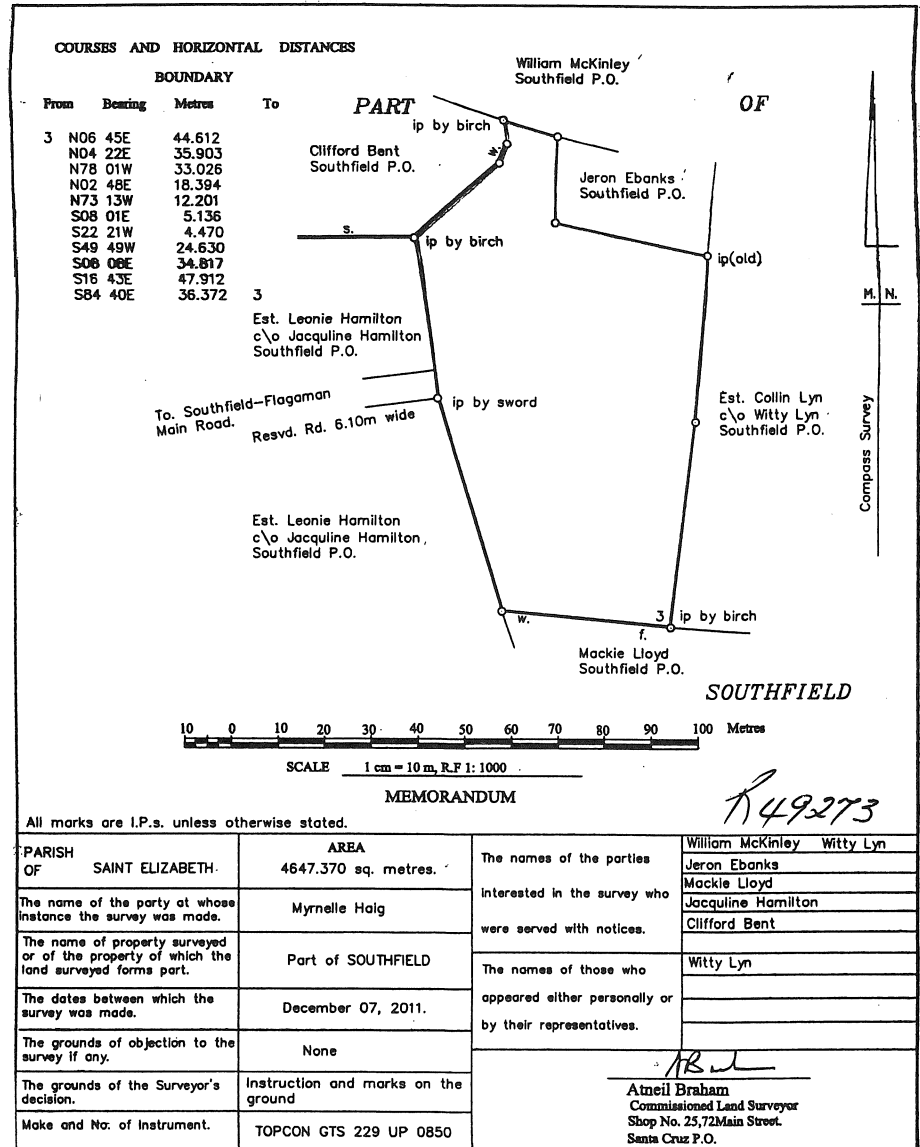 COURSES AND HORIZONTAL DISTANCES
BOUNDARY
From Bearing Metres To
3 N06 45E 44.612
N04 22E 35.903
N78 01W 33.026
N02 48E 18.394
N73 13W 12.201
S08 01E 5.136
S22 21W 4.470
S49 49W 24.630
S08 08E 34.817
S16 43E 47.912
S84 40E 36.372 3
William McKinley
Southfield P.O.
PART
OF
ip by birch
Clifford Bent
Southfield P.O.
w.
Jeron Ebanks
Southfield P.O.
s.
ip by birch
ip(old)
M. N.
Est. Leonie Hamilton
c\o Jacquline Hamilton
Southfield P.O.
To. Southfield-Flagaman
Main Road.
Resvd. Rd. 6.10m wide
ip by sword
Est. Collin Lyn
c\o Witty Lyn
Southfield P.O.
Compass Survey
Est. Leonie Hamilton
c\o Jacquline Hamilton,
Southfield P.O.
w.
3 ip by birch
f.
Mackie Lloyd
Southfield P.O.
SOUTHFIELD
10 0 10 20 30 40 50 60 70 80 90 100 Metres
SCALE 1 cm = 10 m, R.F 1: 1000
MEMORANDUM
R49273
All marks are I.P.s. unless otherwise stated.
PARISH
OF SAINT ELIZABETH.
AREA
4647.370 sq. metres.
The name of the party at whose
instance the survey was made.
Myrnelle Haig
The name of property surveyed
or of the property of which the
land surveyed forms part.
Part of SOUTHFIELD
The dates between which the
survey was made.
December 07, 2011.
The grounds of objection to the
survey if any.
None
The grounds of the Surveyor's
decision.
Instruction and marks on the
ground
Make and No. of Instrument.
TOPCON GTS 229 UP 0850
The names of the parties
interested in the survey who
were served with notices.
William McKinley Witty Lyn
Jeron Ebanks
Mackie Lloyd
Jacquline Hamilton
Clifford Bent
The names of those who
appeared either personally or
by their representatives.
Witty Lyn
Atneil Braham
Commissioned Land Surveyor
Shop No. 25,72Main Street.
Santa Cruz P.O.